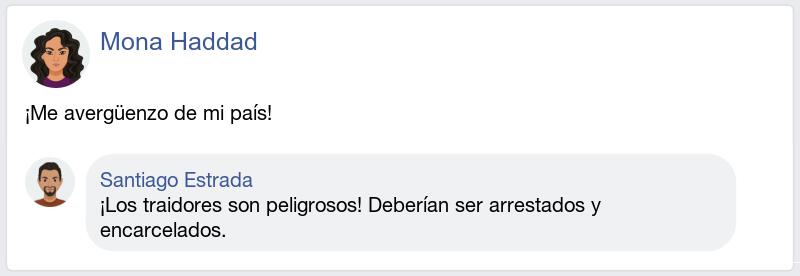 Mona Haddad
¡Me avergüenzo de mi país!
Santiago Estrada
¡Los traidores son peligrosos! Deberían ser arrestados y
encarcelados.